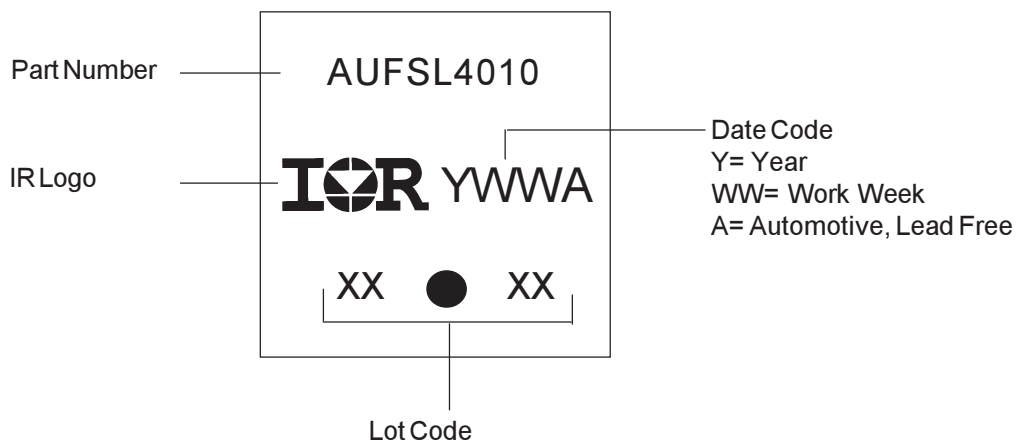 Part Number
AUFSL4010
IR Logo
IOR YWWA
Date Code
Y= Year
WW= Work Week
A= Automotive, Lead Free
XX ● XX
Lot Code